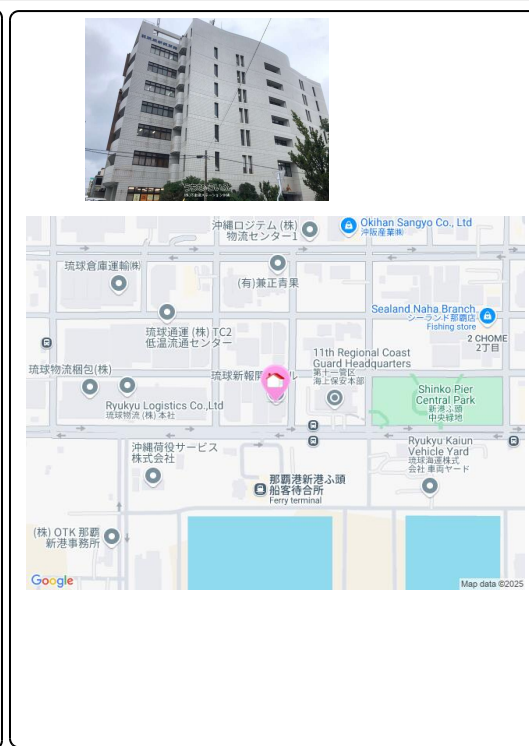 沖縄ロジテム (株)
物流センター1
Okihan Sangyo Co., Ltd
沖阪産業㈱
琉球倉庫運輸㈱
(有)兼正青果
Sealand Naha Branch
シーランド那覇店
Fishing store
琉球通運 (株) TC2
低温流通センター
2 CHOME
2丁目
11th Regional Coast
Guard Headquarters
第十一管区
海上保安本部
琉球物流梱包(株)
琉球新報開
ル
Shinko Pier
Central Park
新港ふ頭
中央緑地
Ryukyu Logistics Co.,Ltd
琉球物流 (株) 本社
沖縄荷役サービス
株式会社
Ryukyu Kaiun
Vehicle Yard
琉球海運株式
会社 車両ヤード
那覇港新港ふ頭
船客待合所
Ferry terminal
(株) OTK 那覇
新港事務所
Google
Map data ©2025